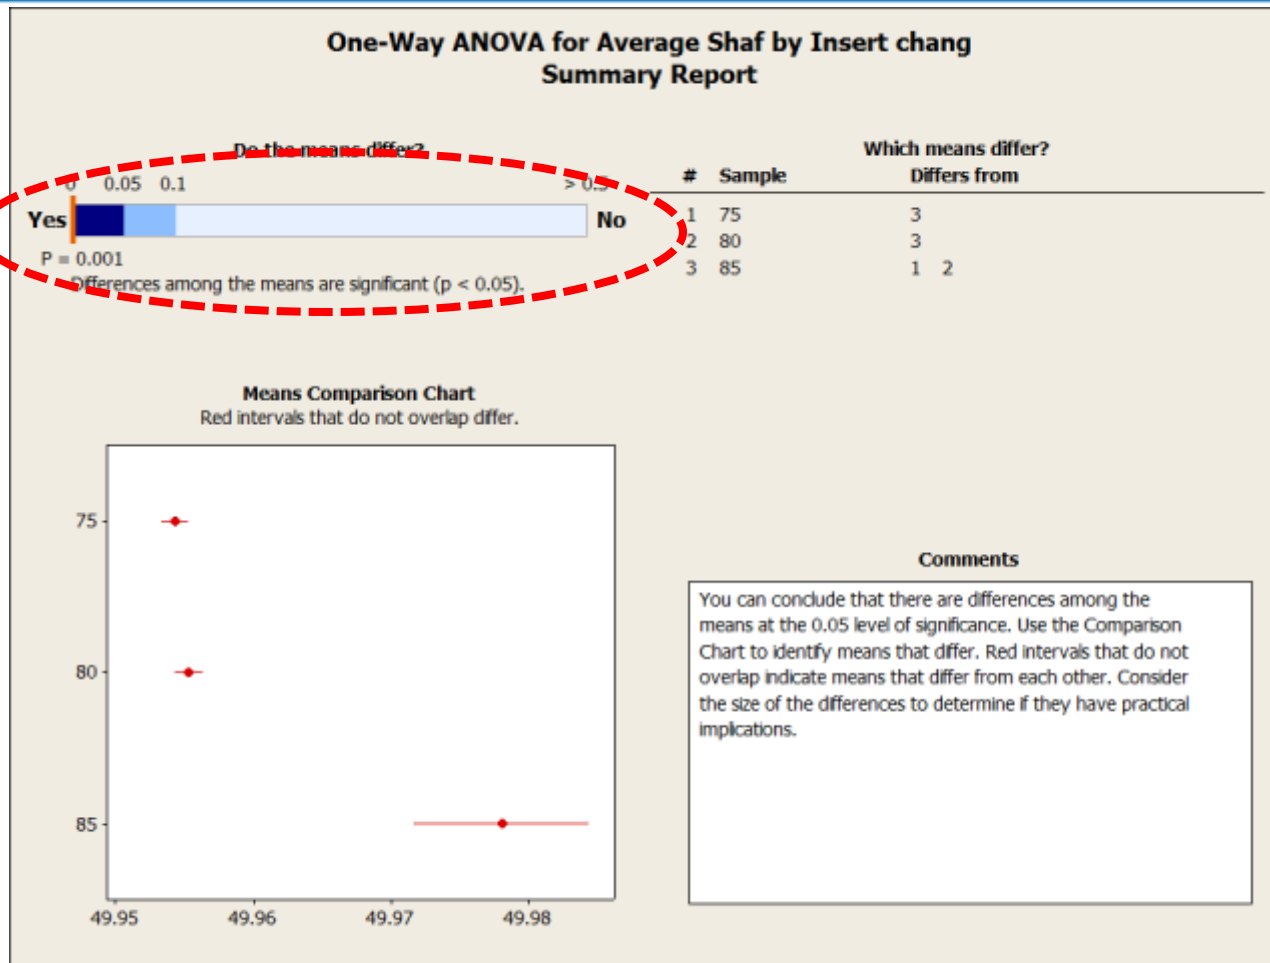 One-Way ANOVA for Average Shaf by Insert chang
Summary Report
Do the means differ?
0 0.05 0.1 > 0.5
Yes No
P = 0.001
Differences among the means are significant (p < 0.05).
Which means differ?
# Sample Differs from
1 75 3
2 80 3
3 85 1 2
Means Comparison Chart
Red intervals that do not overlap differ.
75
80
85
49.95 49.96 49.97 49.98
Comments
You can conclude that there are differences among the
means at the 0.05 level of significance. Use the Comparison
Chart to identify means that differ. Red intervals that do not
overlap indicate means that differ from each other. Consider
the size of the differences to determine if they have practical
implications.